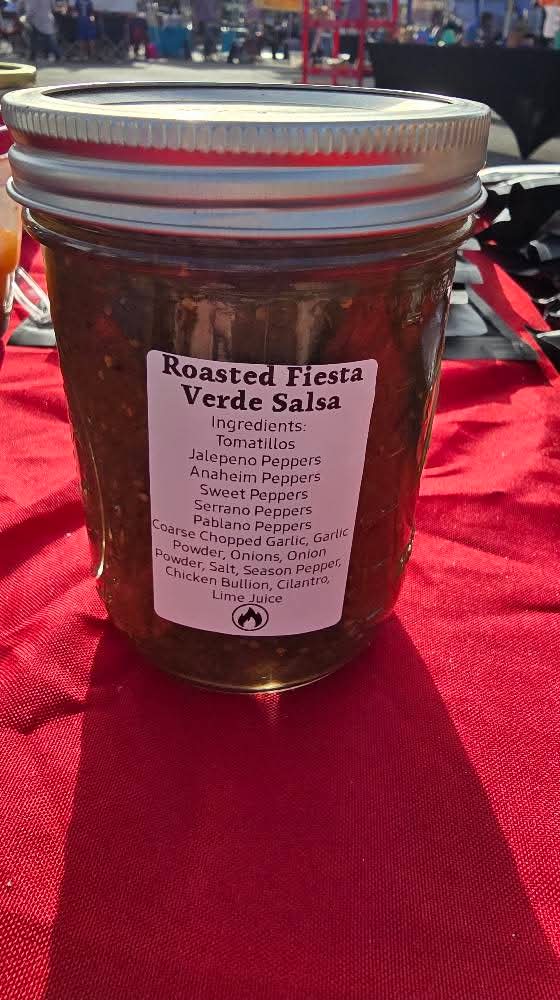 Roasted Fiesta
Verde Salsa
Ingredients:
Tomatillos
Jalepeno Peppers
Anaheim Peppers
Sweet Peppers
Serrano Peppers
Pablano Peppers
Coarse Chopped Garlic, Garlic
Powder, Onions, Onion
Powder, Salt, Season Pepper,
Chicken Bullion, Cilantro,
Lime Juice